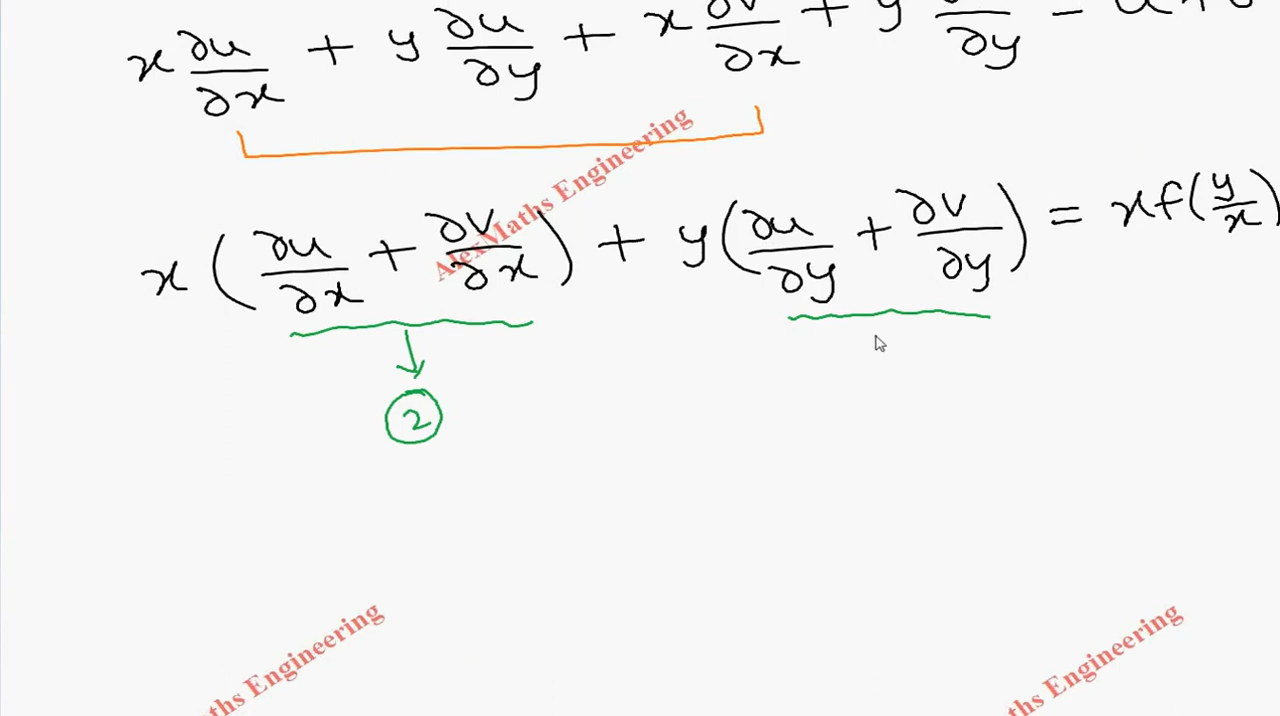 x ∂u/∂x + y ∂u/∂y + x ∂v/∂x + y ∂/∂y =
x ( ∂u/∂x + ∂v/∂x ) + y ( ∂u/∂y + ∂v/∂y ) = x f( y/x )
②
AlexMaths Engineering
ths Engineering
ths Engineering